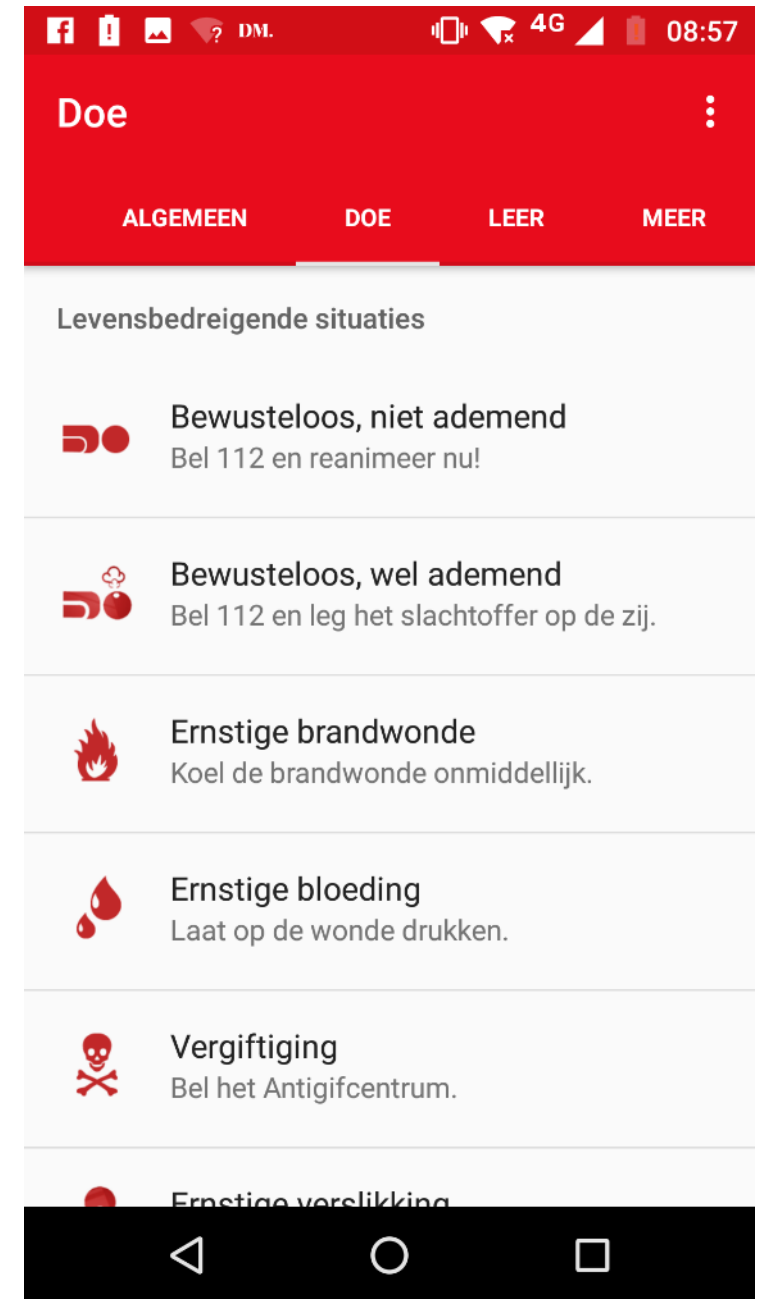 DM.
4G
08:57
Doe
ALGEMEEN DOE LEER MEER
Levensbedreigende situaties
Bewusteloos, niet ademend
Bel 112 en reanimeer nu!
Bewusteloos, wel ademend
Bel 112 en leg het slachtoffer op de zij.
Ernstige brandwonde
Koel de brandwonde onmiddellijk.
Ernstige bloeding
Laat op de wonde drukken.
Vergiftiging
Bel het Antigifcentrum.
Ernstige verslikking